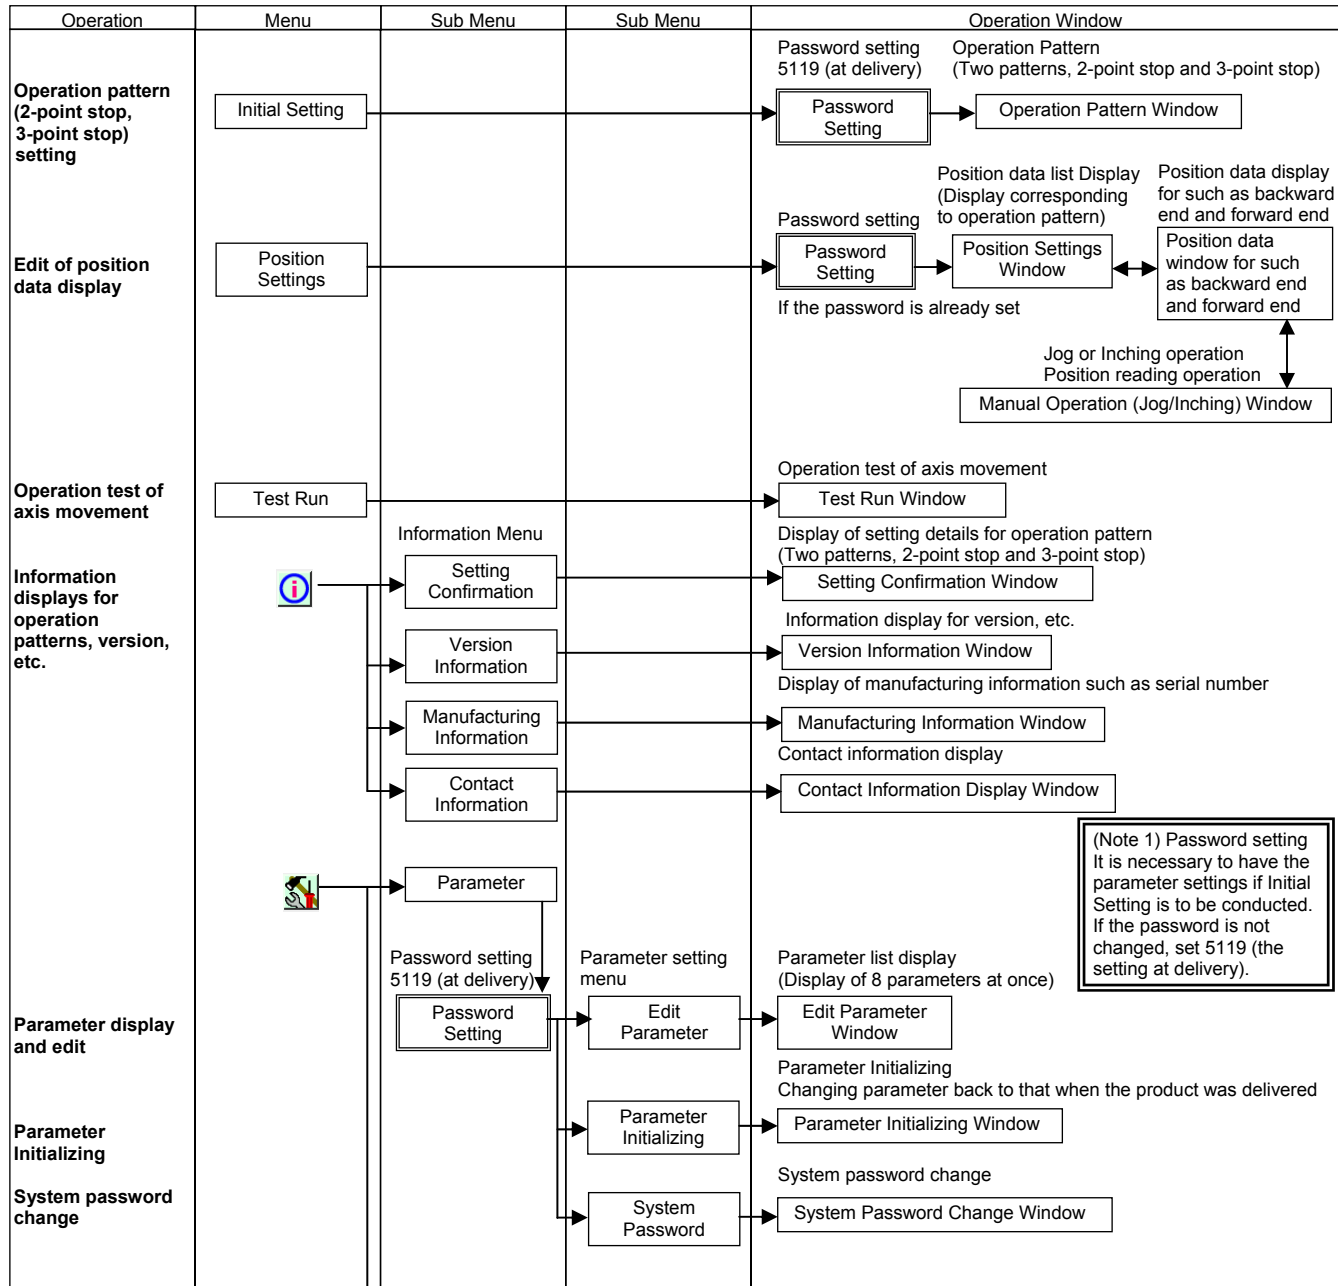 Operation
Menu
Sub Menu
Sub Menu
Operation Window
Operation pattern
(2-point stop,
3-point stop)
setting
Initial Setting
Password setting
5119 (at delivery)
Password
Setting
Operation Pattern
(Two patterns, 2-point stop and 3-point stop)
Operation Pattern Window
Edit of position
data display
Position
Settings
Password setting
Password
Setting
If the password is already set
Position data list Display
(Display corresponding
to operation pattern)
Position Settings
Window
Position data display
for such as backward
end and forward end
Position data
window for such
as backward end
and forward end
Jog or Inching operation
Position reading operation
Manual Operation (Jog/Inching) Window
Operation test of
axis movement
Test Run
Operation test of axis movement
Test Run Window
Information
displays for
operation
patterns, version,
etc.
Information Menu
Setting
Confirmation
Display of setting details for operation pattern
(Two patterns, 2-point stop and 3-point stop)
Setting Confirmation Window
Version
Information
Information display for version, etc.
Version Information Window
Manufacturing
Information
Display of manufacturing information such as serial number
Manufacturing Information Window
Contact
Information
Contact information display
Contact Information Display Window
(Note 1) Password setting
It is necessary to have the
parameter settings if Initial
Setting is to be conducted.
If the password is not
changed, set 5119 (the
setting at delivery).
Parameter
Parameter display
and edit
Password setting
5119 (at delivery)
Password
Setting
Parameter setting
menu
Edit
Parameter
Parameter list display
(Display of 8 parameters at once)
Edit Parameter
Window
Parameter
Initializing
Parameter
Initializing
Parameter Initializing
Changing parameter back to that when the product was delivered
Parameter Initializing Window
System password
change
System
Password
System password change
System Password Change Window